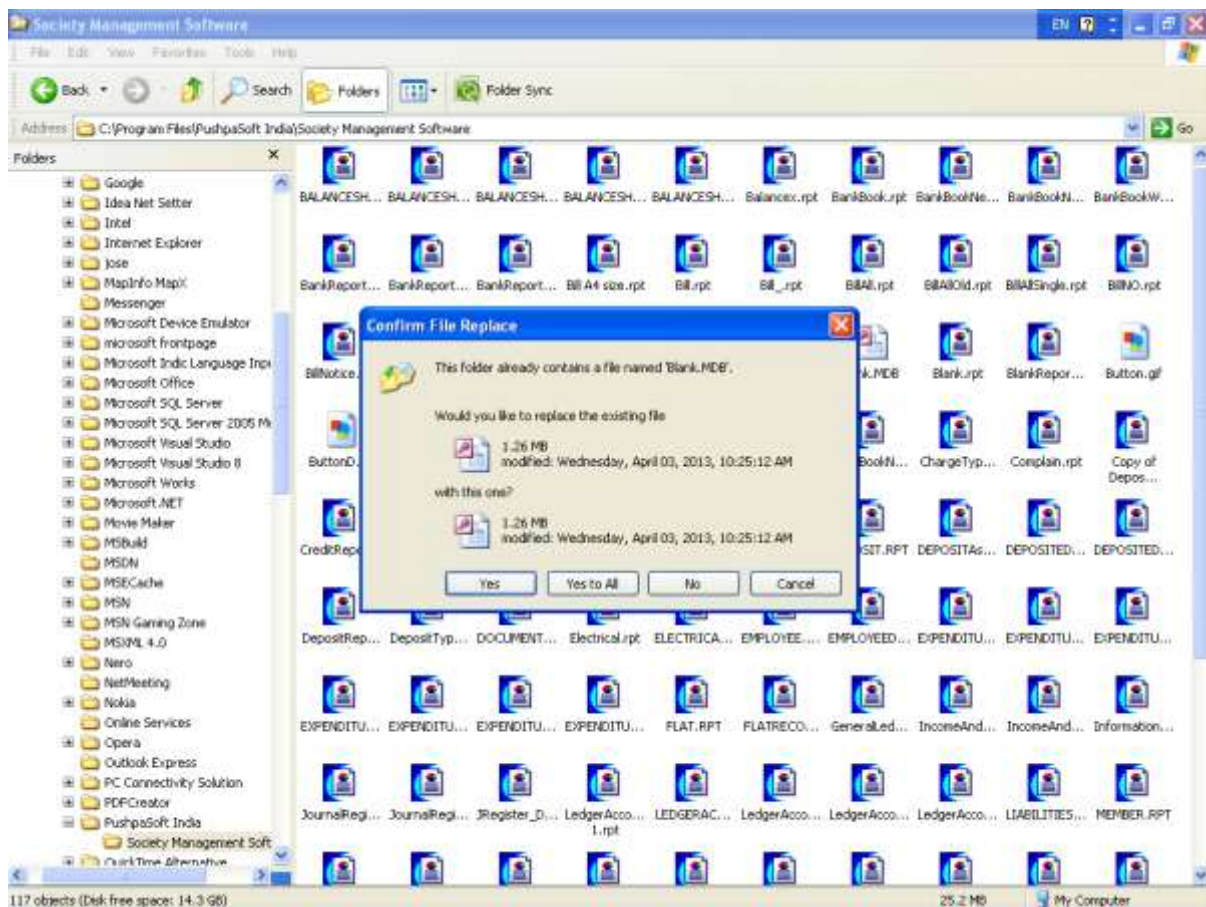 Society Management Software
EN
File Edit View Favorites Tools Help
Back Search Folders Folder Sync
Address C:\Program Files\PushpaSoft India\Society Management Software Go
Folders
Google
Idea Net Setter
Intel
Internet Explorer
jose
MapInfo MapX
Messenger
Microsoft Device Emulator
microsoft frontpage
Microsoft Indic Language Inp
Microsoft Office
Microsoft SQL Server
Microsoft SQL Server 2005 M
Microsoft Visual Studio
Microsoft Visual Studio 8
Microsoft Works
Microsoft.NET
Movie Maker
MSBuild
MSDN
MSECache
MSN
MSN Gaming Zone
MSXML 4.0
Nero
NetMeeting
Nokia
Online Services
Opera
Outlook Express
PC Connectivity Solution
PDFCreator
PushpaSoft India
Society Management Soft
QuickTime Alternative
BALANCESH... BALANCESH... BALANCESH... BALANCESH... BALANCESH... Balancex.rpt BankBook.rpt BankBookNe... BankBookN... BankBookW...
BankReport... BankReport... BankReport... Bill A4 size.rpt Bill.rpt Bill_.rpt BillAll.rpt BillAllOld.rpt BillAllSingle.rpt BillNO.rpt
BillNotice. k.MDB Blank.rpt BlankRepor... Button.gif
ButtonD. BookN... ChargeTyp... Complain.rpt Copy of
Depos...
CreditRepo SIT.RPT DEPOSITAs... DEPOSITED... DEPOSITED...
DepositRep... DepositTyp... DOCUMENT... Electrical.rpt ELECTRICA... EMPLOYEE.... EMPLOYEED... EXPENDITU... EXPENDITU... EXPENDITU...
EXPENDITU... EXPENDITU... EXPENDITU... EXPENDITU... FLAT.RPT FLATRECO... GeneralLed... IncomeAnd... IncomeAnd... Information...
JournalRegi... JournalRegi... JRegister_D... LedgerAcco...
1.rpt LEDGERAC... LedgerAcco... LedgerAcco... LedgerAcco... LIABILITIES... MEMBER.RPT
Confirm File Replace
This folder already contains a file named 'Blank.MDB'.
Would you like to replace the existing file
1.26 MB
modified: Wednesday, April 03, 2013, 10:25:12 AM
with this one?
1.26 MB
modified: Wednesday, April 03, 2013, 10:25:12 AM
Yes Yes to All No Cancel
117 objects (Disk free space: 14.3 GB) 25.2 MB My Computer